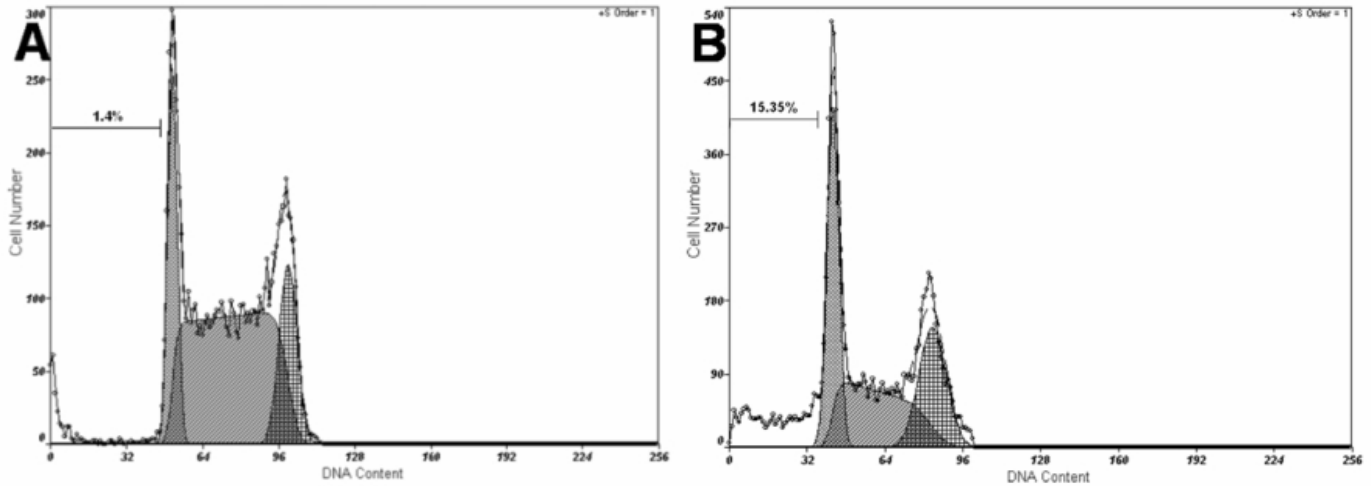 A
+S Order = 1
300
250
200
150
100
50
0
1.4%
Cell Number
0 32 64 96 128 160 192 224 256
DNA Content
B
+S Order = 1
540
450
360
270
180
90
0
15.35%
Cell Number
0 32 64 96 128 160 192 224 256
DNA Content